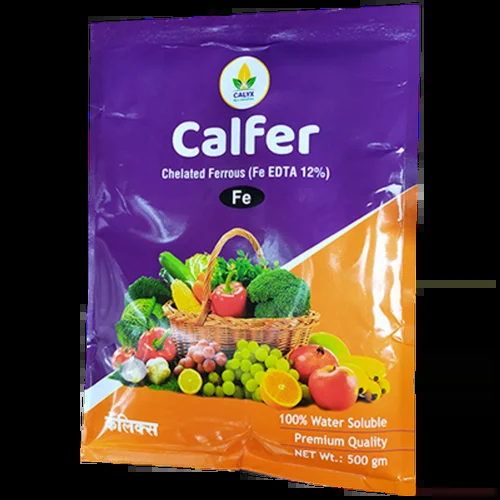 CALYX
Calfer
Chelated Ferrous (Fe EDTA 12%)
Fe
कॅलिक्स
100% Water Soluble
Premium Quality
NET Wt.: 500 gm